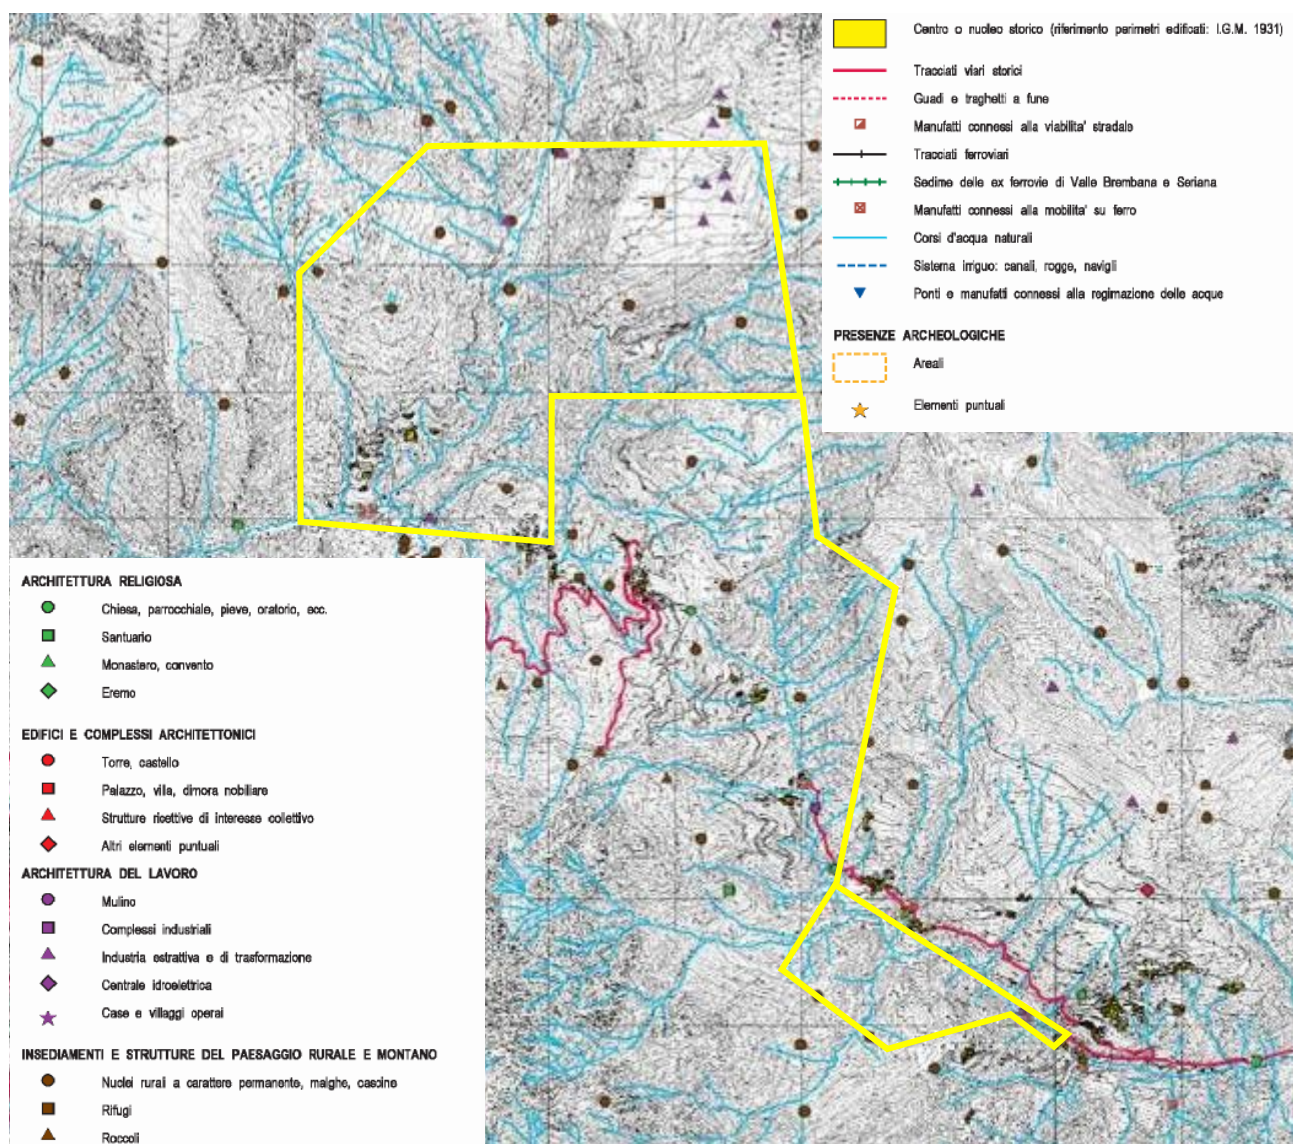 Centro o nucleo storico (riferimento perimetri edificati: I.G.M. 1931)
Tracciati viari storici
Guadi e traghetti a fune
Manufatti connessi alla viabilita' stradale
Tracciati ferroviari
Sedime delle ex ferrovie di Valle Brembana e Seriana
Manufatti connessi alla mobilita' su ferro
Corsi d'acqua naturali
Sistema irriguo: canali, rogge, navigli
Ponti e manufatti connessi alla regimazione delle acque
PRESENZE ARCHEOLOGICHE
Areali
Elementi puntuali
ARCHITETTURA RELIGIOSA
Chiesa, parrocchiale, pieve, oratorio, ecc.
Santuario
Monastero, convento
Eremo
EDIFICI E COMPLESSI ARCHITETTONICI
Torre, castello
Palazzo, villa, dimora nobiliare
Strutture ricettive di interesse collettivo
Altri elementi puntuali
ARCHITETTURA DEL LAVORO
Mulino
Complessi industriali
Industria estrattiva e di trasformazione
Centrale idroelettrica
Case e villaggi operai
INSEDIAMENTI E STRUTTURE DEL PAESAGGIO RURALE E MONTANO
Nuclei rurali a carattere permanente, malghe, cascine
Rifugi
Roccoli